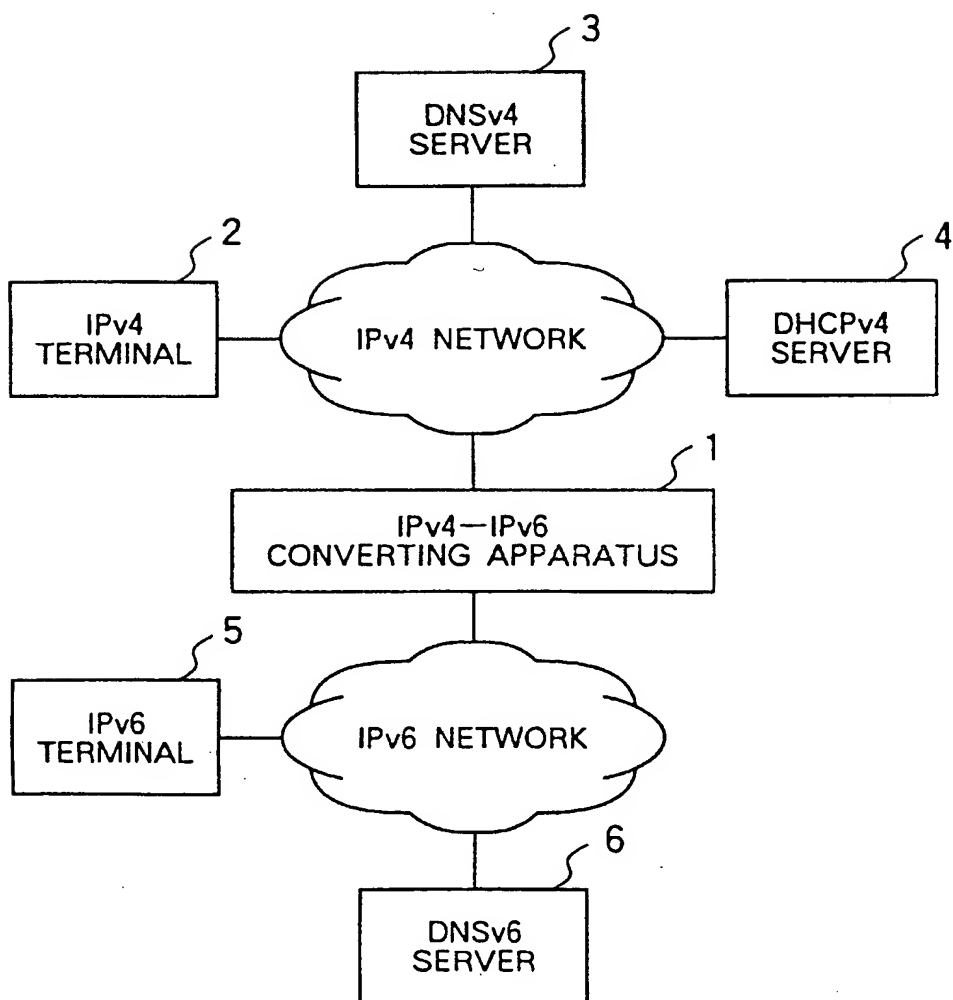 3
DNSv4
SERVER
2
4
IPv4
TERMINAL
IPv4 NETWORK
DHCPv4
SERVER
1
IPv4—IPv6
CONVERTING APPARATUS
5
IPv6
TERMINAL
IPv6 NETWORK
6
DNSv6
SERVER